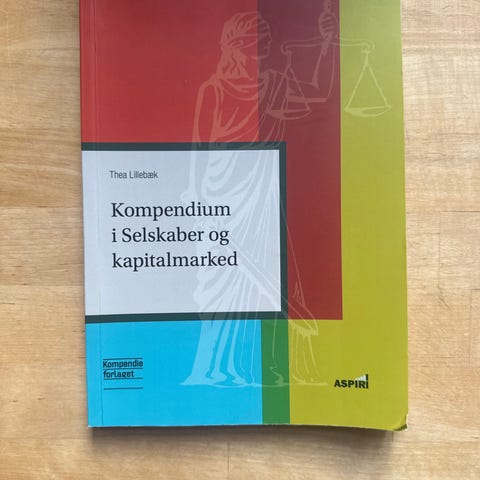 Thea Lillebæk
Kompendium
i Selskaber og
kapitalmarked
Kompendie
forlaget
ASPIRI